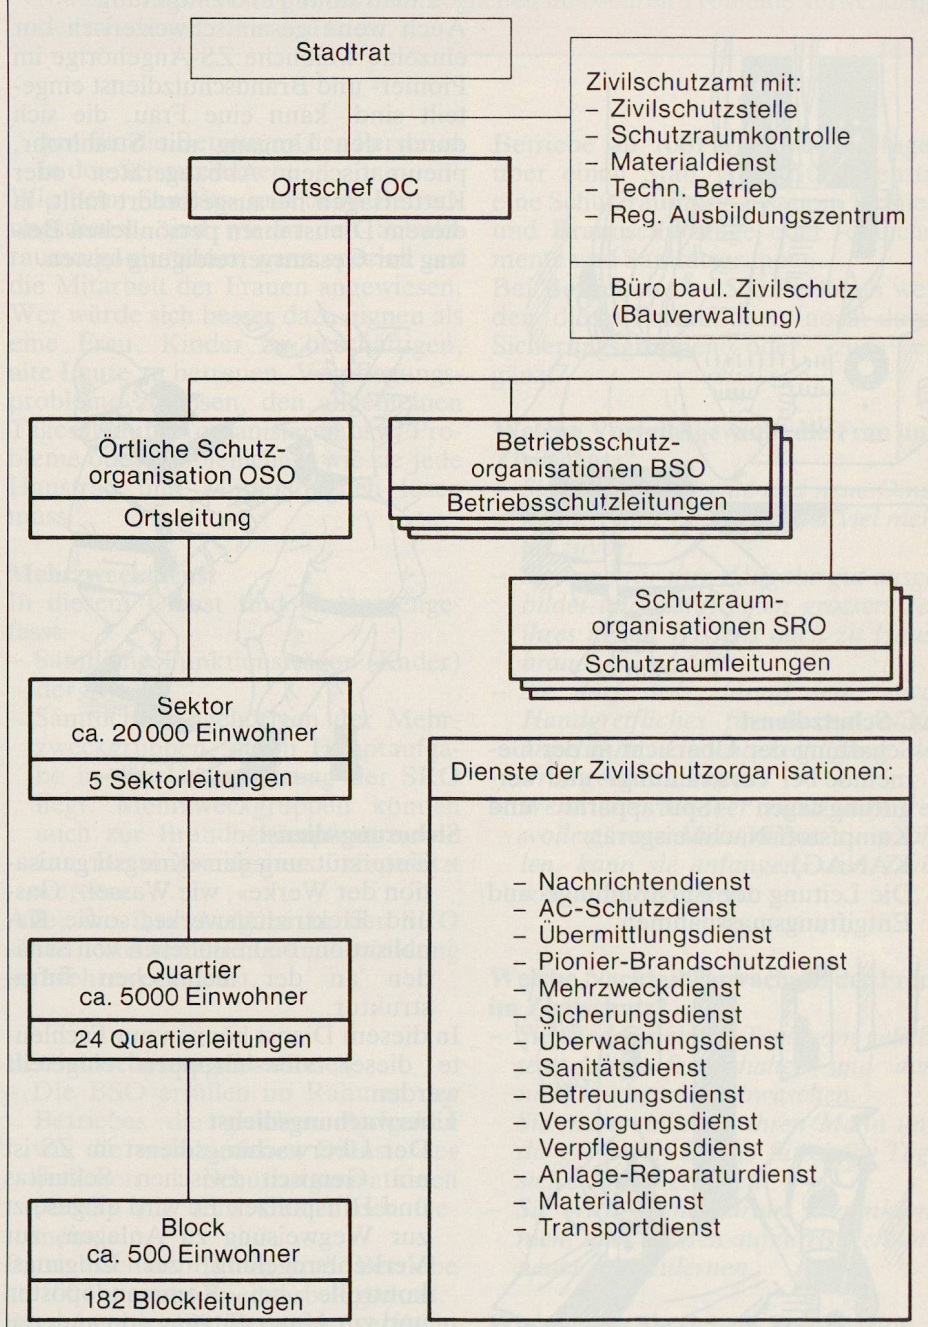 Stadtrat
Zivilschutzamt mit:
– Zivilschutzstelle
– Schutzraumkontrolle
– Materialdienst
– Techn. Betrieb
– Reg. Ausbildungszentrum
Ortschef OC
Büro baul. Zivilschutz
(Bauverwaltung)
Örtliche Schutz-
organisation OSO
Ortsleitung
Betriebsschutz-
organisationen BSO
Betriebsschutzleitungen
Schutzraum-
organisationen SRO
Schutzraumleitungen
Sektor
ca. 20 000 Einwohner
5 Sektorleitungen
Quartier
ca. 5000 Einwohner
24 Quartierleitungen
Block
ca. 500 Einwohner
182 Blockleitungen
Dienste der Zivilschutzorganisationen:
– Nachrichtendienst
– AC-Schutzdienst
– Übermittlungsdienst
– Pionier-Brandschutzdienst
– Mehrzweckdienst
– Sicherungsdienst
– Überwachungsdienst
– Sanitätsdienst
– Betreuungsdienst
– Versorgungsdienst
– Verpflegungsdienst
– Anlage-Reparaturdienst
– Materialdienst
– Transportdienst